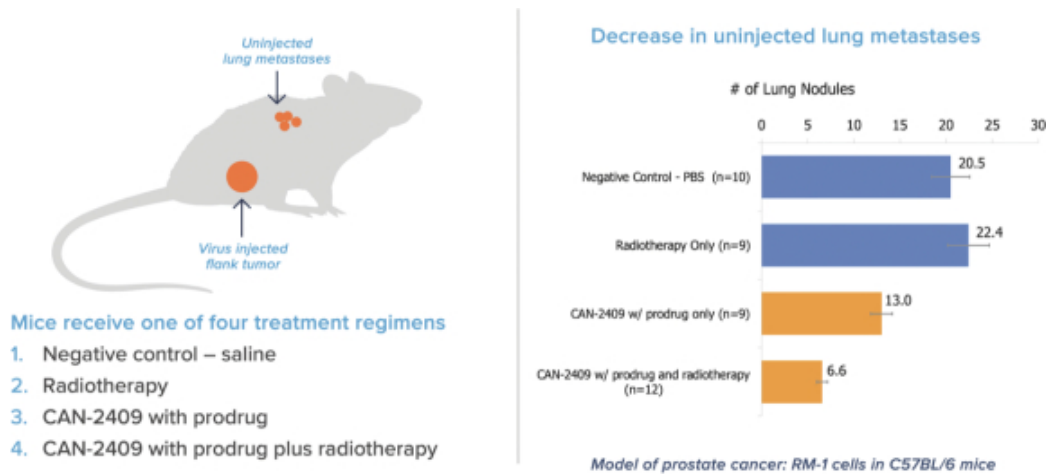 Uninjected
lung metastases
Virus injected
flank tumor
Mice receive one of four treatment regimens
1. Negative control – saline
2. Radiotherapy
3. CAN-2409 with prodrug
4. CAN-2409 with prodrug plus radiotherapy
Decrease in uninjected lung metastases
# of Lung Nodules
0 5 10 15 20 25 30
Negative Control - PBS (n=10)
20.5
Radiotherapy Only (n=9)
22.4
CAN-2409 w/ prodrug only (n=9)
13.0
CAN-2409 w/ prodrug and radiotherapy
(n=12)
6.6
Model of prostate cancer: RM-1 cells in C57BL/6 mice